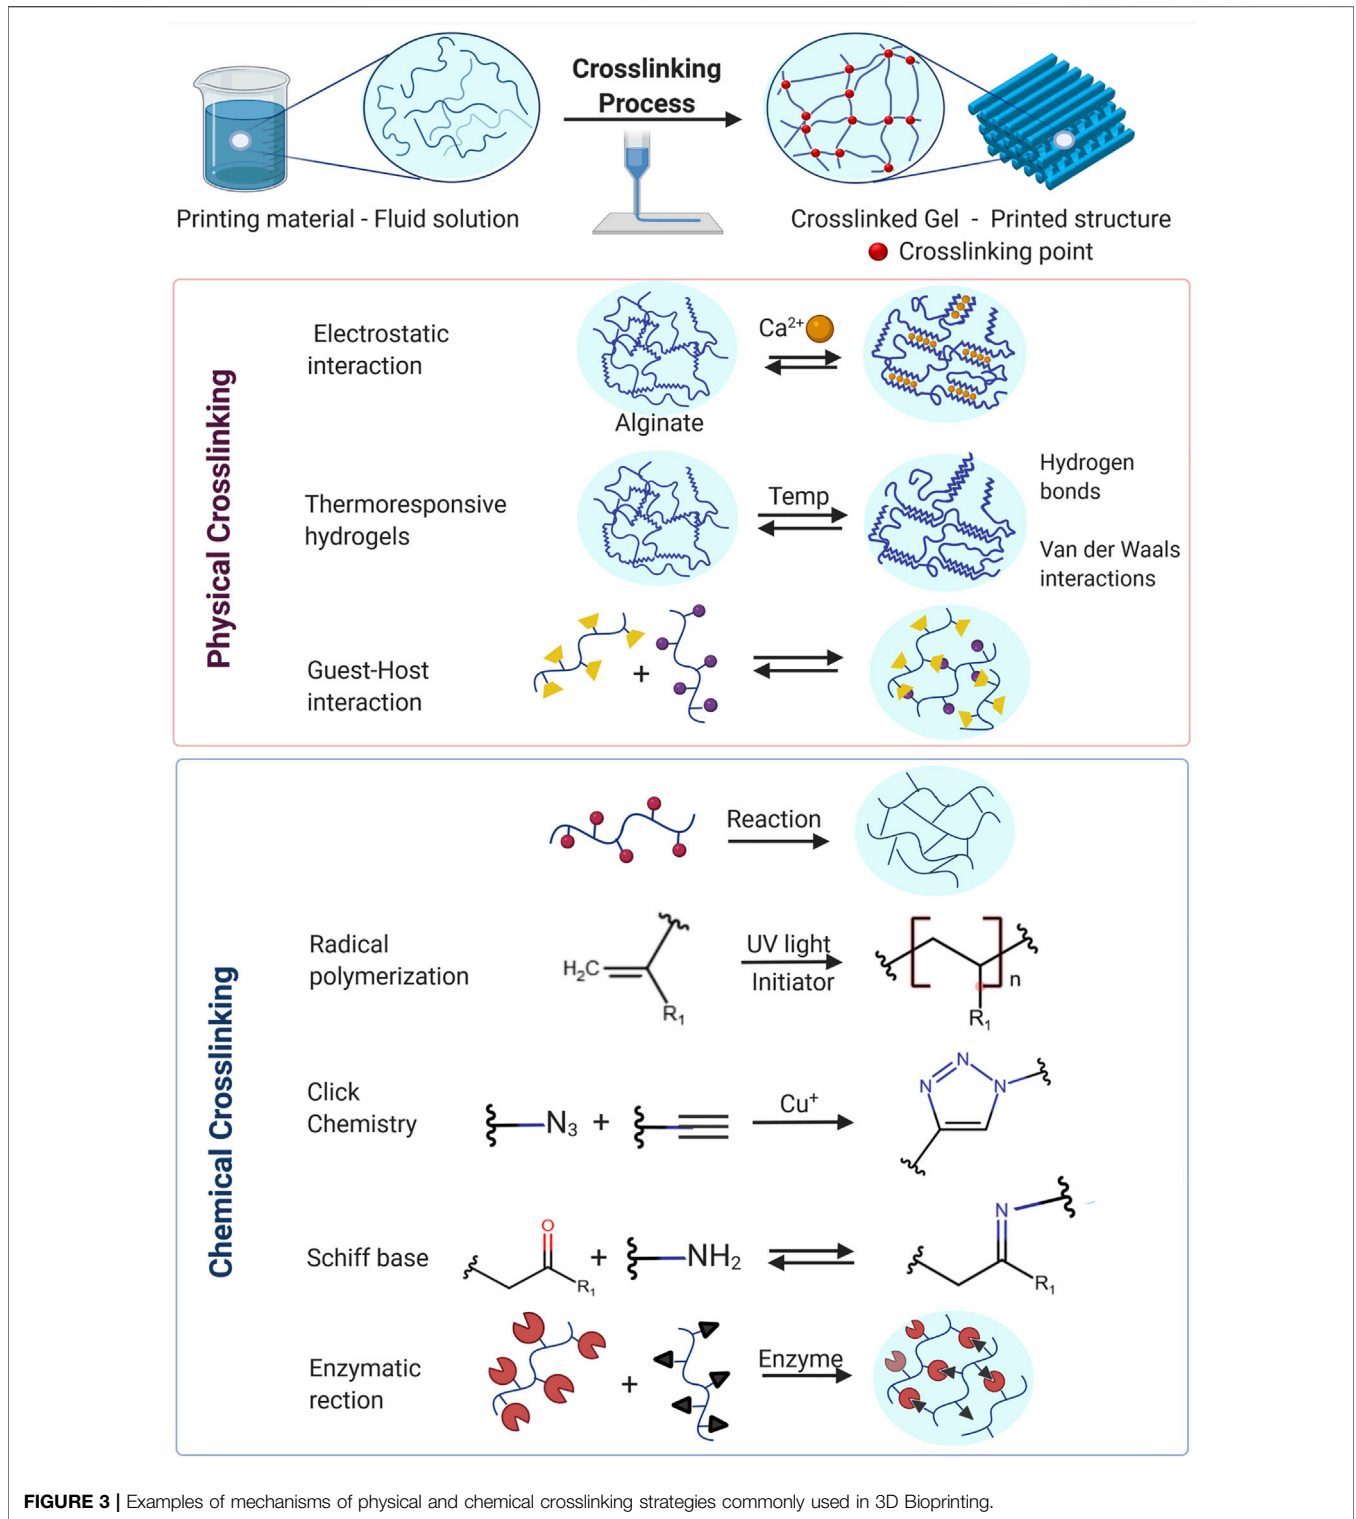 Crosslinking
Process
Printing material - Fluid solution
Crosslinked Gel - Printed structure
Crosslinking point
Physical Crosslinking
Electrostatic
interaction
Alginate
Ca²⁺
Thermoresponsive
hydrogels
Temp
Hydrogen
bonds
Van der Waals
interactions
Guest-Host
interaction
+
Chemical Crosslinking
Reaction
Radical
polymerization
H₂C
R₁
UV light
Initiator
n
R₁
Click
Chemistry
N₃ +
Cu⁺
N
N
N
Schiff base
O
R₁
+
NH₂
N
R₁
Enzymatic
rection
+
Enzyme
FIGURE 3 | Examples of mechanisms of physical and chemical crosslinking strategies commonly used in 3D Bioprinting.